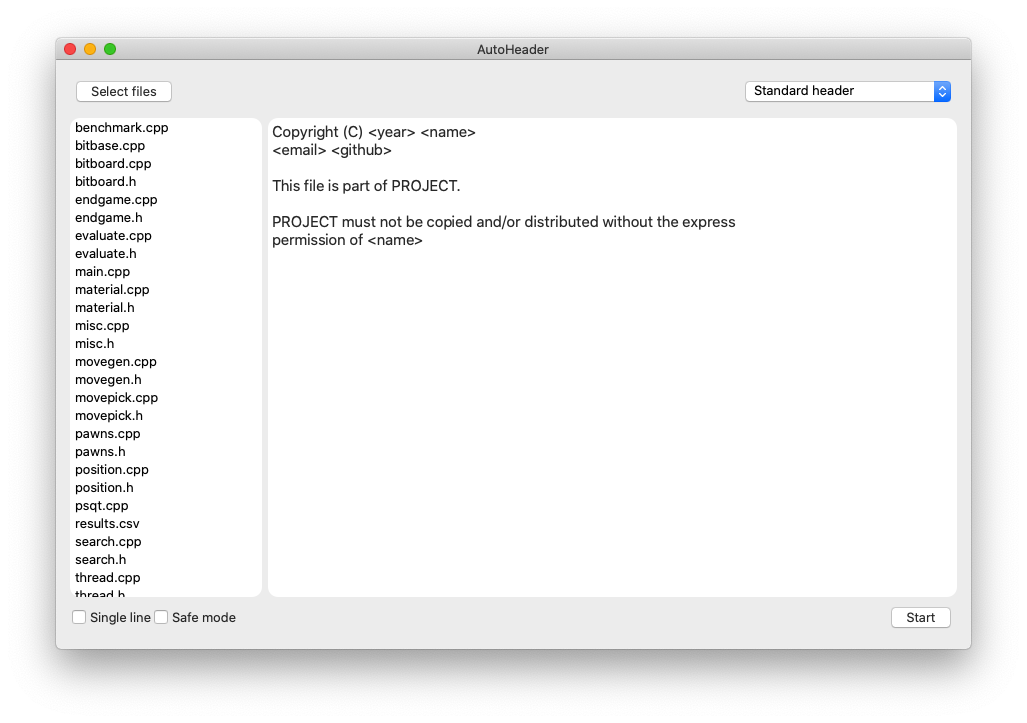 AutoHeader
Select files
Standard header
benchmark.cpp
bitbase.cpp
bitboard.cpp
bitboard.h
endgame.cpp
endgame.h
evaluate.cpp
evaluate.h
main.cpp
material.cpp
material.h
misc.cpp
misc.h
movegen.cpp
movegen.h
movepick.cpp
movepick.h
pawns.cpp
pawns.h
position.cpp
position.h
psqt.cpp
results.csv
search.cpp
search.h
thread.cpp
thread.h
Copyright (C) <year> <name>
<email> <github>
This file is part of PROJECT.
PROJECT must not be copied and/or distributed without the express
permission of <name>
Single line
Safe mode
Start